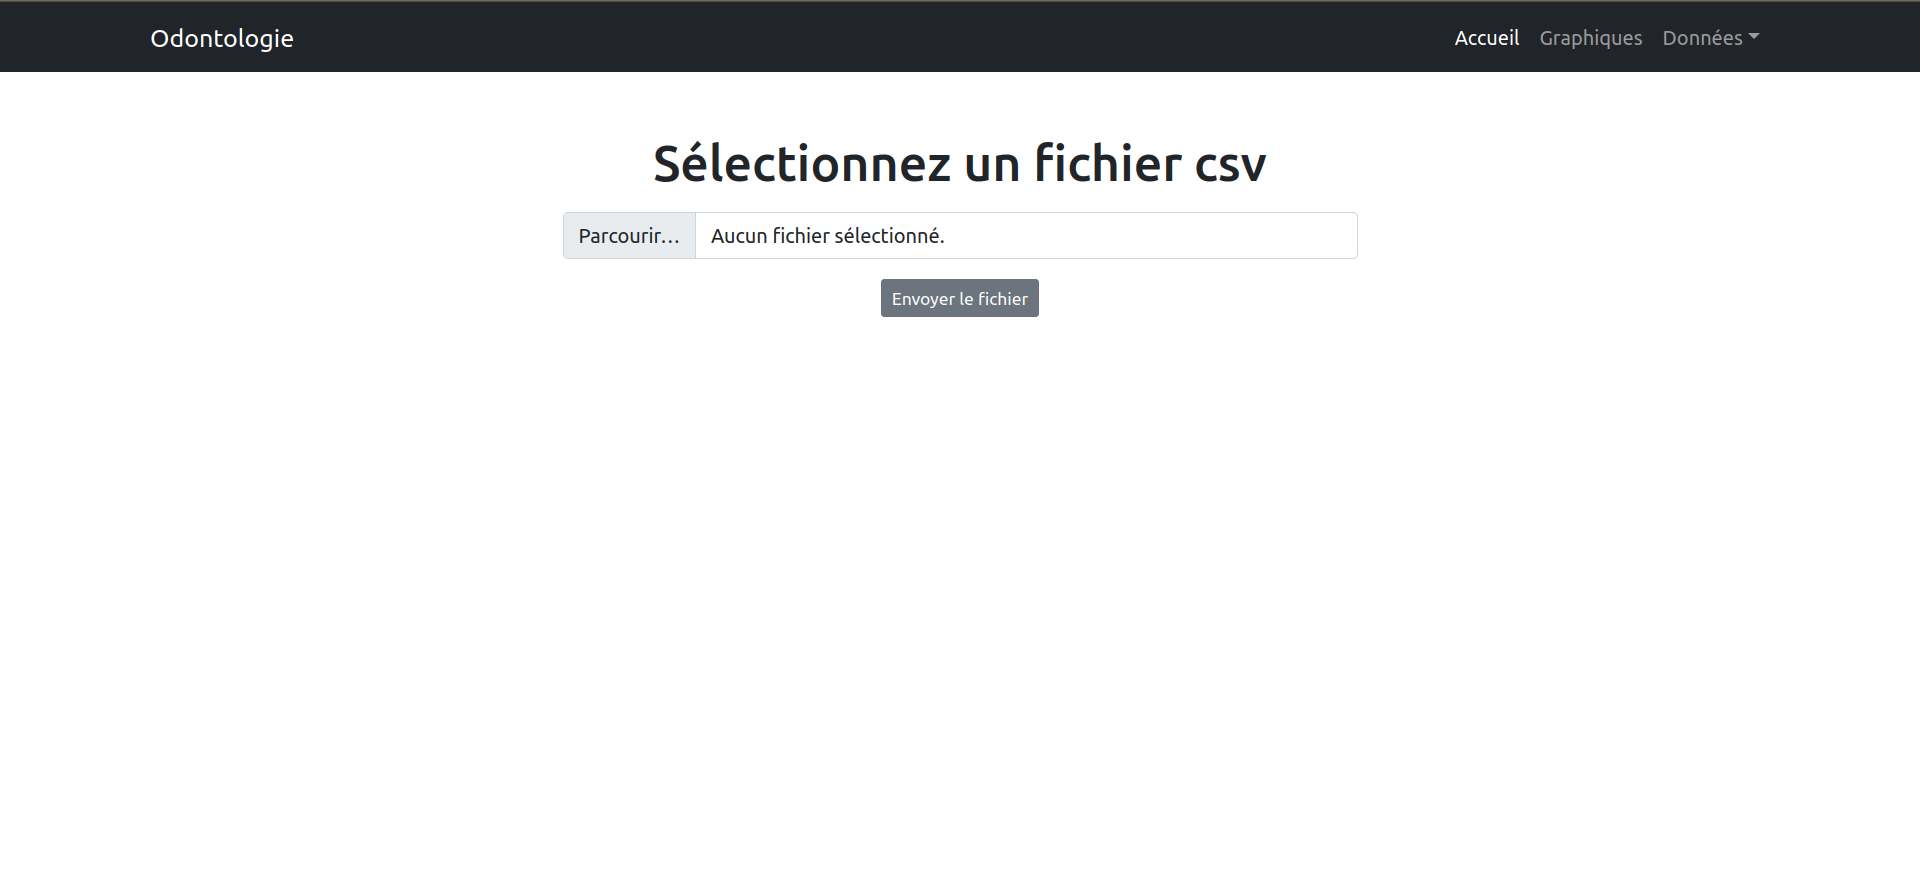 Odontologie
Accueil Graphiques Données
Sélectionnez un fichier csv
Parcourir… Aucun fichier sélectionné.
Envoyer le fichier